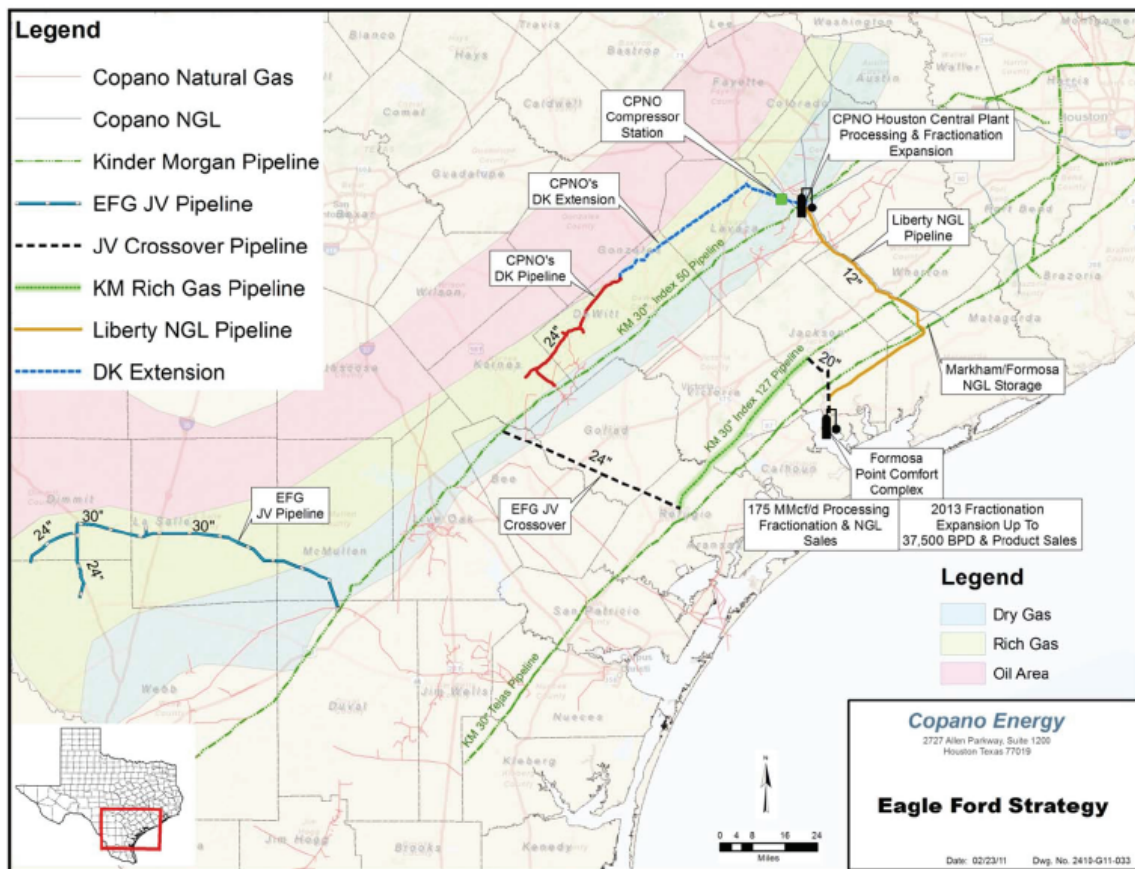 Legend
Copano Natural Gas
Copano NGL
Kinder Morgan Pipeline
EFG JV Pipeline
JV Crossover Pipeline
KM Rich Gas Pipeline
Liberty NGL Pipeline
DK Extension
CPNO
Compressor
Station
CPNO Houston Central Plant
Processing & Fractionation
Expansion
CPNO's
DK Extension
CPNO's
DK Pipeline
Liberty NGL
Pipeline
12"
24"
KM 30" Index 50 Pipeline
Markham/Formosa
NGL Storage
20"
KM 30" Index 127 Pipeline
Formosa
Point Comfort
Complex
24"
EFG JV
Crossover
175 MMcf/d Processing
Fractionation & NGL
Sales
2013 Fractionation
Expansion Up To
37,500 BPD & Product Sales
EFG
JV Pipeline
24"
30"
30"
24"
KM 30" Tejas Pipeline
Blanco
Hays
Travis
Bastrop
Lee
Washington
Montgomery
Waller
Harris
Houston
Austin
Fayette
Colorado
Caldwell
Comal
Guadalupe
Bexar
Gonzales
Lavaca
Wilson
DeWitt
Karnes
Atascosa
Wharton
Fort Bend
Brazoria
Matagorda
Jackson
Victoria
Goliad
Calhoun
Refugio
Bee
Live Oak
McMullen
La Salle
Dimmit
Webb
Duval
Jim Wells
San Patricio
Aransas
Nueces
Kleberg
Jim Hogg
Brooks
Kenedy
Legend
Dry Gas
Rich Gas
Oil Area
N
0 4 8 16 24
Miles
Copano Energy
2727 Allen Parkway, Suite 1200
Houston Texas 77019
Eagle Ford Strategy
Date: 02/23/11 Dwg. No. 2410-G11-033